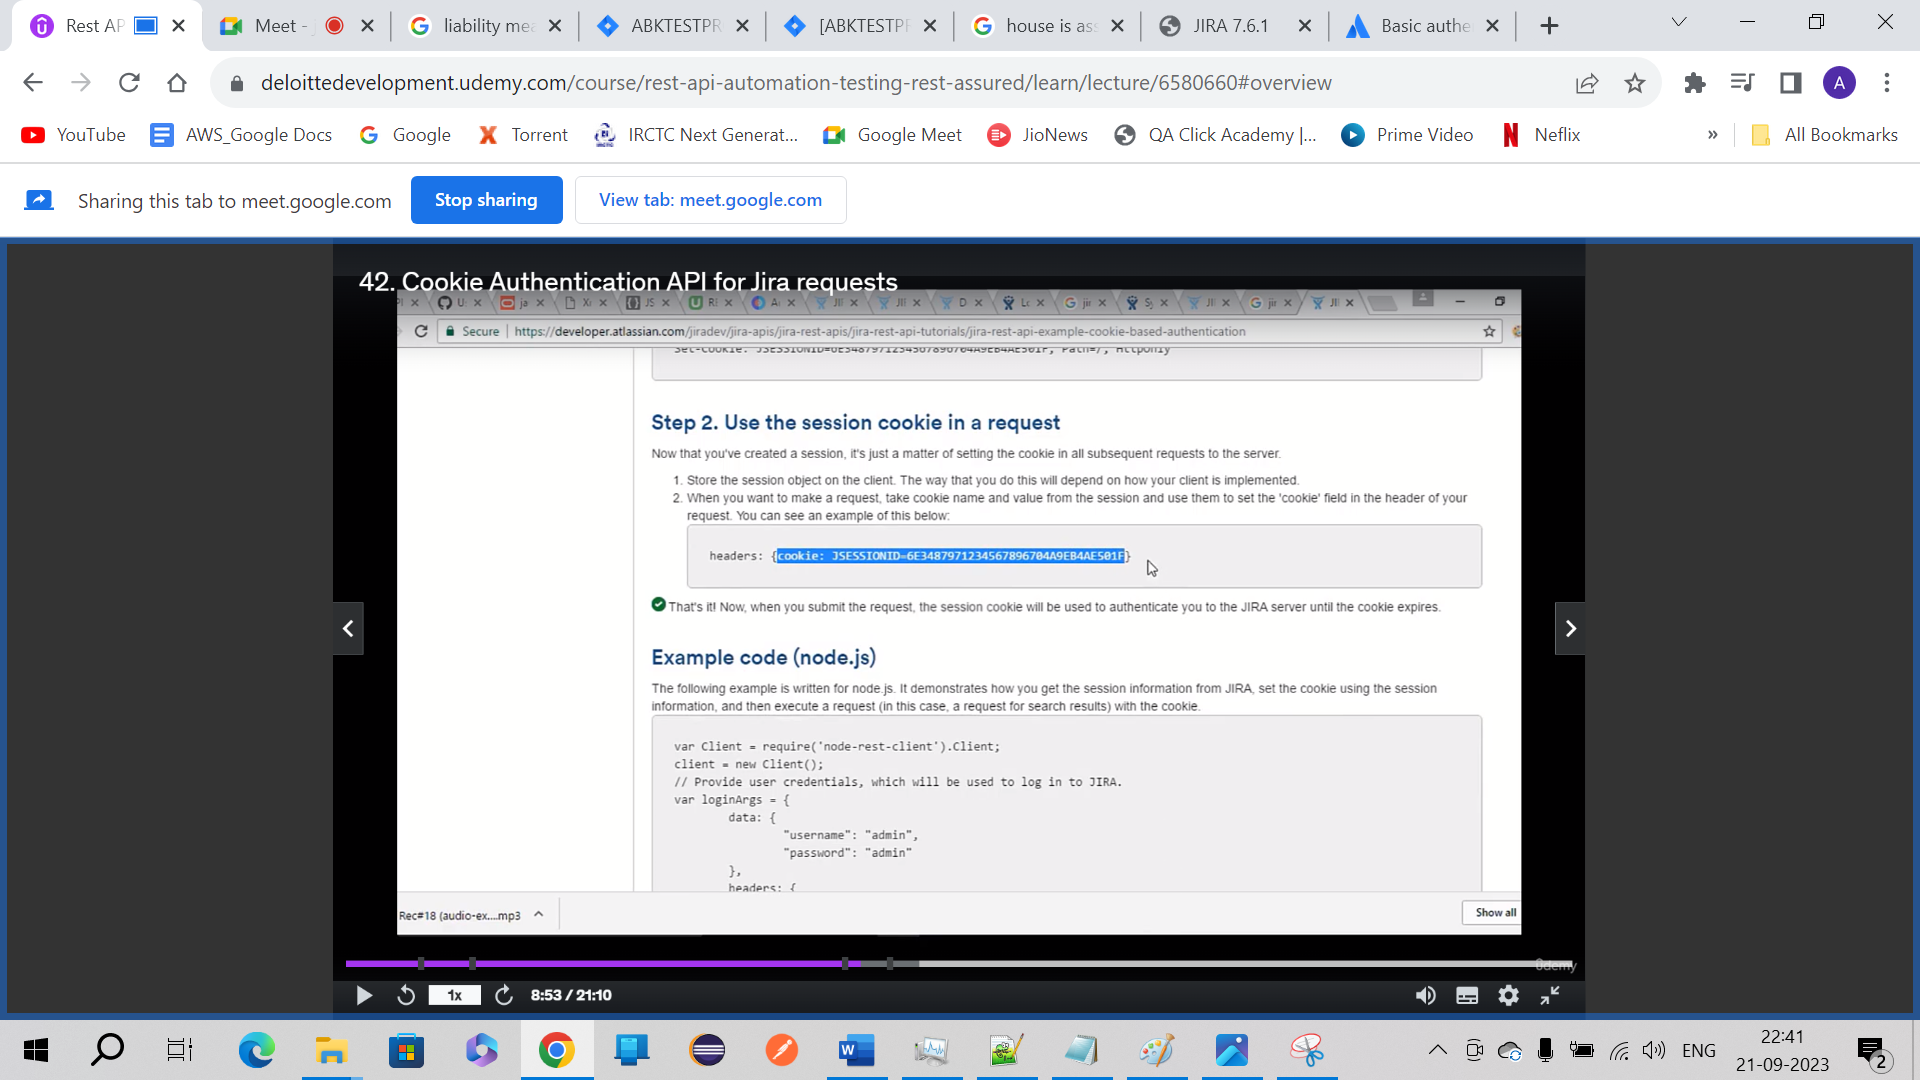 Rest AP
Meet -
liability mea
ABKTESTPR
[ABKTESTPR
house is ass
JIRA 7.6.1
Basic authe
deloittedevelopment.udemy.com/course/rest-api-automation-testing-rest-assured/learn/lecture/6580660#overview
A
YouTube
AWS_Google Docs
Google
Torrent
IRCTC Next Generat...
Google Meet
JioNews
QA Click Academy |...
Prime Video
Neflix
»
All Bookmarks
Sharing this tab to meet.google.com
Stop sharing
View tab: meet.google.com
42. Cookie Authentication API for Jira requests
Secure | https://developer.atlassian.com/jiradev/jira-apis/jira-rest-apis/jira-rest-api-tutorials/jira-rest-api-example-cookie-based-authentication
Set-Cookie: JSESSIONID=6E3487971234567896704A9EB4AE501F; Path=/; HttpOnly
Step 2. Use the session cookie in a request
Now that you've created a session, it's just a matter of setting the cookie in all subsequent requests to the server.
1. Store the session object on the client. The way that you do this will depend on how your client is implemented.
2. When you want to make a request, take cookie name and value from the session and use them to set the 'cookie' field in the header of your
request. You can see an example of this below:
headers: {cookie: JSESSIONID=6E3487971234567896704A9EB4AE501F}
That's it! Now, when you submit the request, the session cookie will be used to authenticate you to the JIRA server until the cookie expires.
Example code (node.js)
The following example is written for node.js. It demonstrates how you get the session information from JIRA, set the cookie using the session
information, and then execute a request (in this case, a request for search results) with the cookie.
var Client = require('node-rest-client').Client;
client = new Client();
// Provide user credentials, which will be used to log in to JIRA.
var loginArgs = {
data: {
"username": "admin",
"password": "admin"
},
headers: {
Rec#18 (audio-ex....mp3
Show all
ûdemy
1x
8:53 / 21:10
W
ENG
22:41
21-09-2023
2